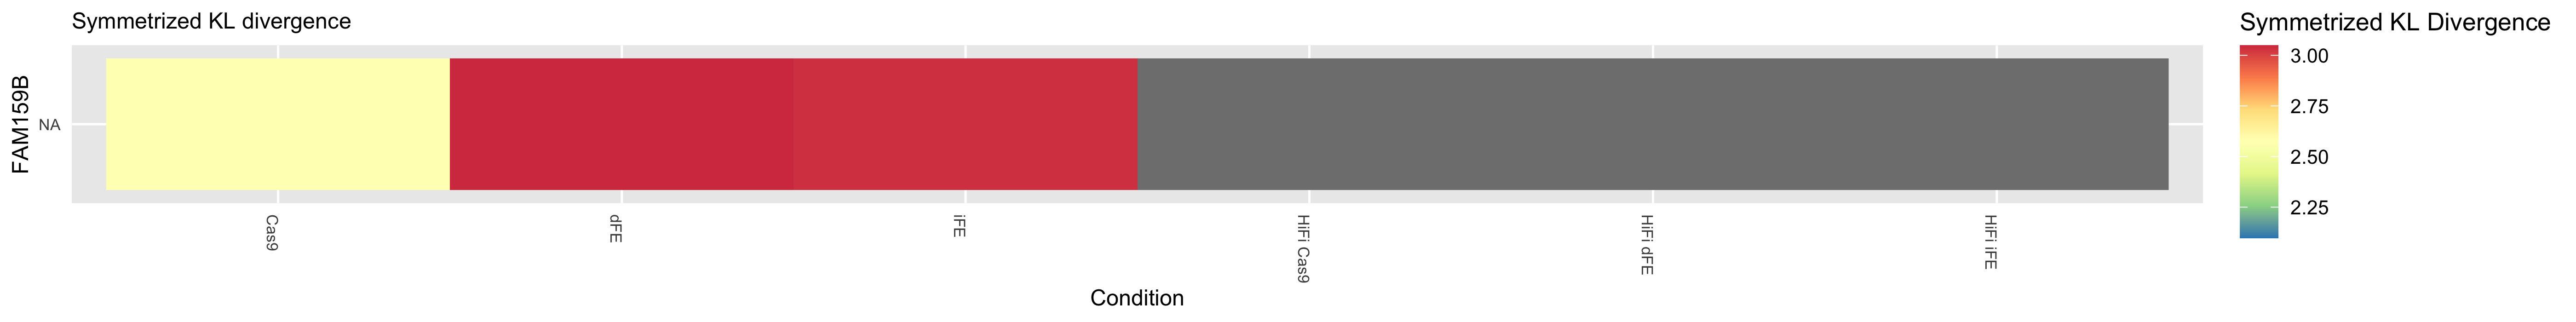 Symmetrized KL divergence
FAM159B
NA
Cas9
dFE
iFE
HiFi Cas9
HiFi dFE
HiFi iFE
Condition
Symmetrized KL Divergence
3.00
2.75
2.50
2.25